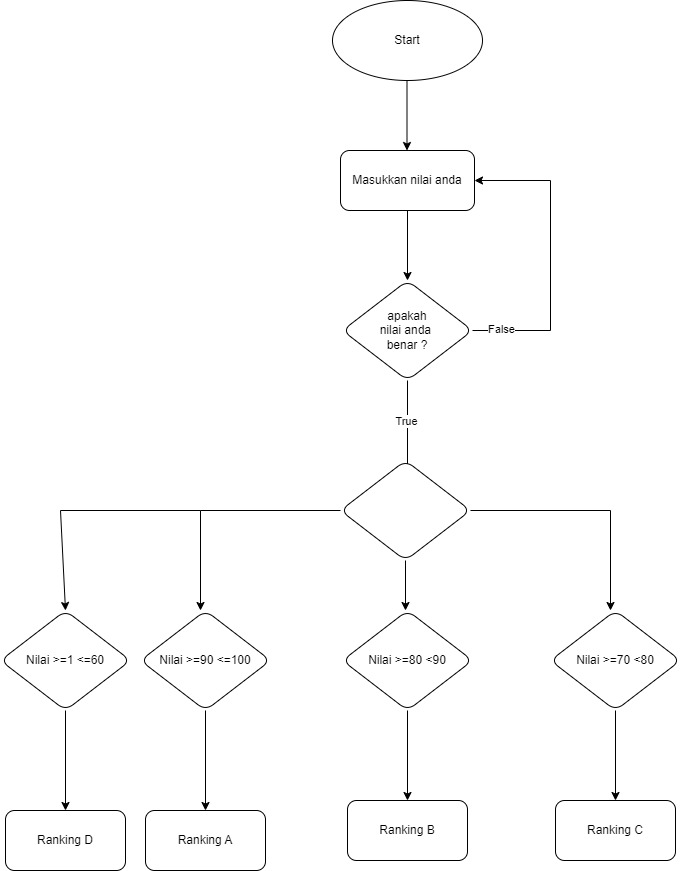 Start
Masukkan nilai anda
apakah
nilai anda
benar ?
False
True
Nilai >=1 <=60
Nilai >=90 <=100
Nilai >=80 <90
Nilai >=70 <80
Ranking D
Ranking A
Ranking B
Ranking C